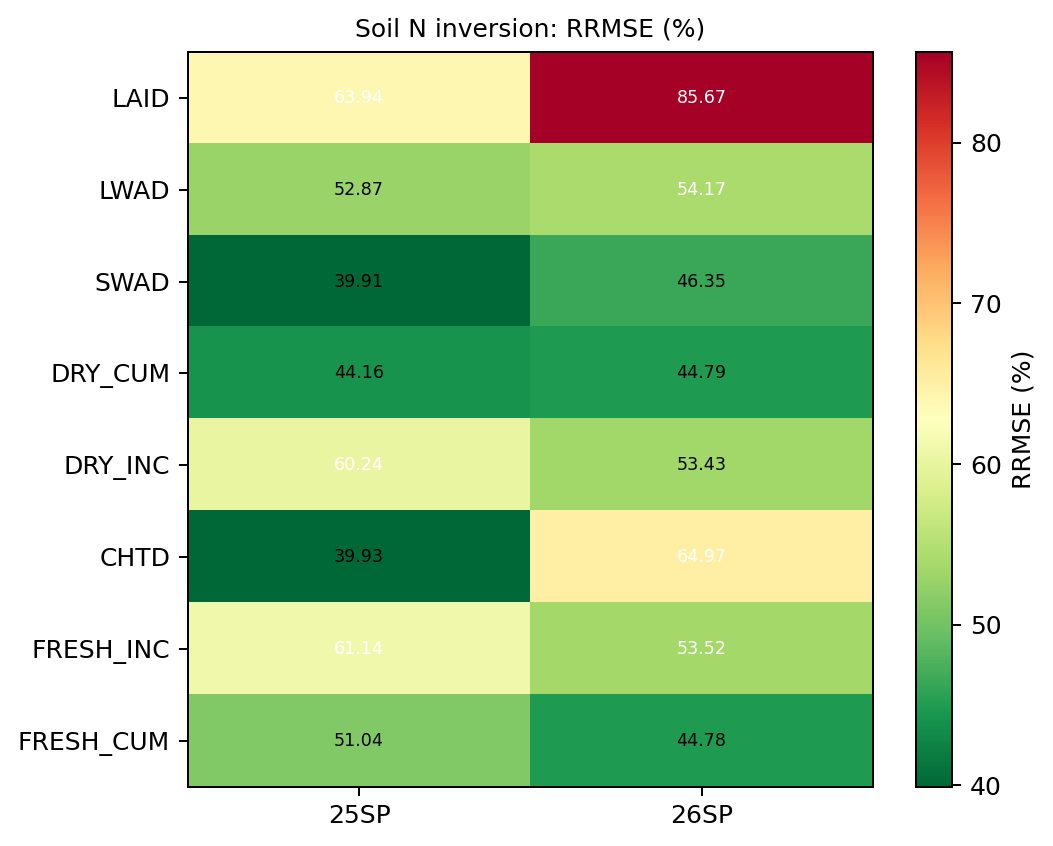 Soil N inversion: RRMSE (%)
LAID 63.94 85.67
LWAD 52.87 54.17
SWAD 39.91 46.35
DRY_CUM 44.16 44.79
DRY_INC 60.24 53.43
CHTD 39.93 64.97
FRESH_INC 61.14 53.52
FRESH_CUM 51.04 44.78
25SP 26SP
80
70
60
50
40
RRMSE (%)